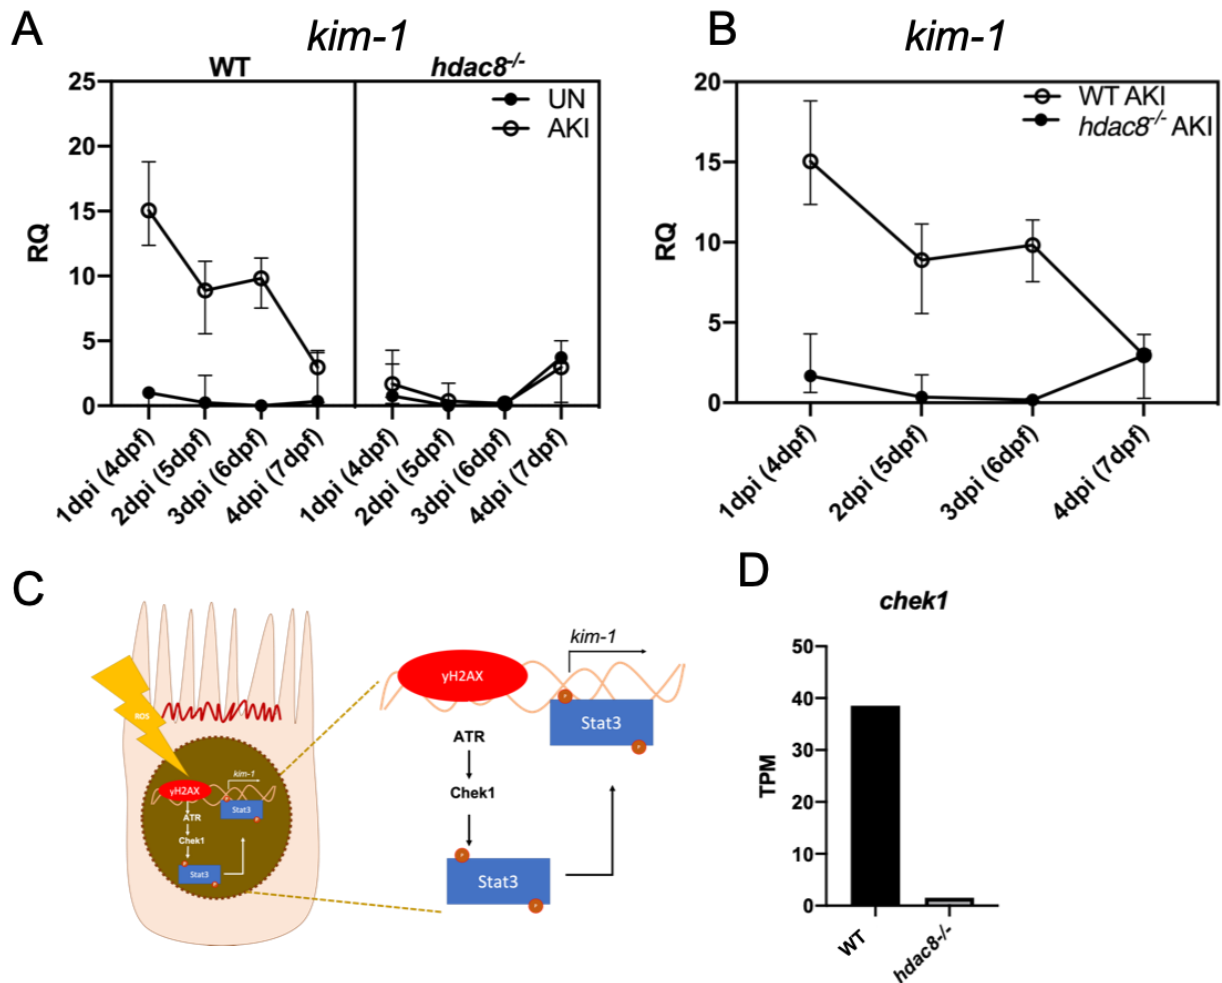 A
kim-1
WT
hdac8-/-
25
20
15
10
5
0
RQ
UN
AKI
1dpi (4dpf)
2dpi (5dpf)
3dpi (6dpf)
4dpi (7dpf)
1dpi (4dpf)
2dpi (5dpf)
3dpi (6dpf)
4dpi (7dpf)
B
kim-1
20
15
10
5
0
RQ
WT AKI
hdac8-/- AKI
1dpi (4dpf)
2dpi (5dpf)
3dpi (6dpf)
4dpi (7dpf)
C
ROS
kim-1
γH2AX
Stat3
ATR
Chek1
Stat3
kim-1
γH2AX
Stat3
P
P
ATR
Chek1
P
Stat3
P
D
chek1
50
40
30
20
10
0
TPM
WT
hdac8-/-